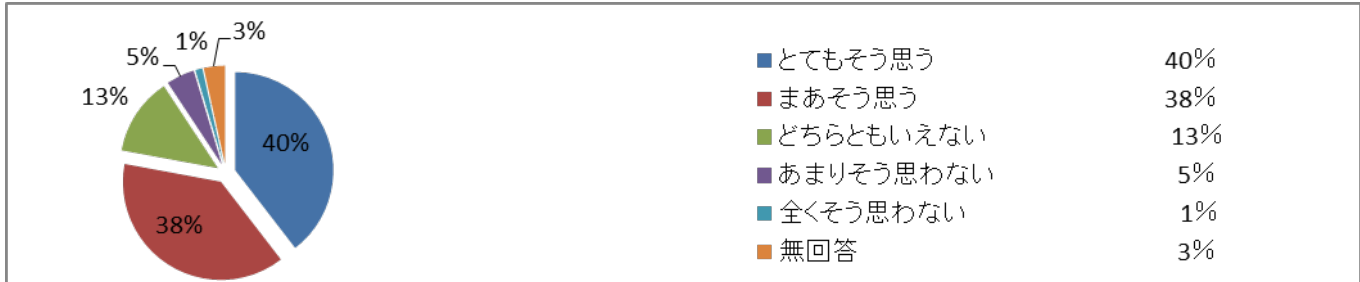 3%
1%
5%
13%
40%
38%
とてもそう思う 40%
まあそう思う 38%
どちらともいえない 13%
あまりそう思わない 5%
全くそう思わない 1%
無回答 3%